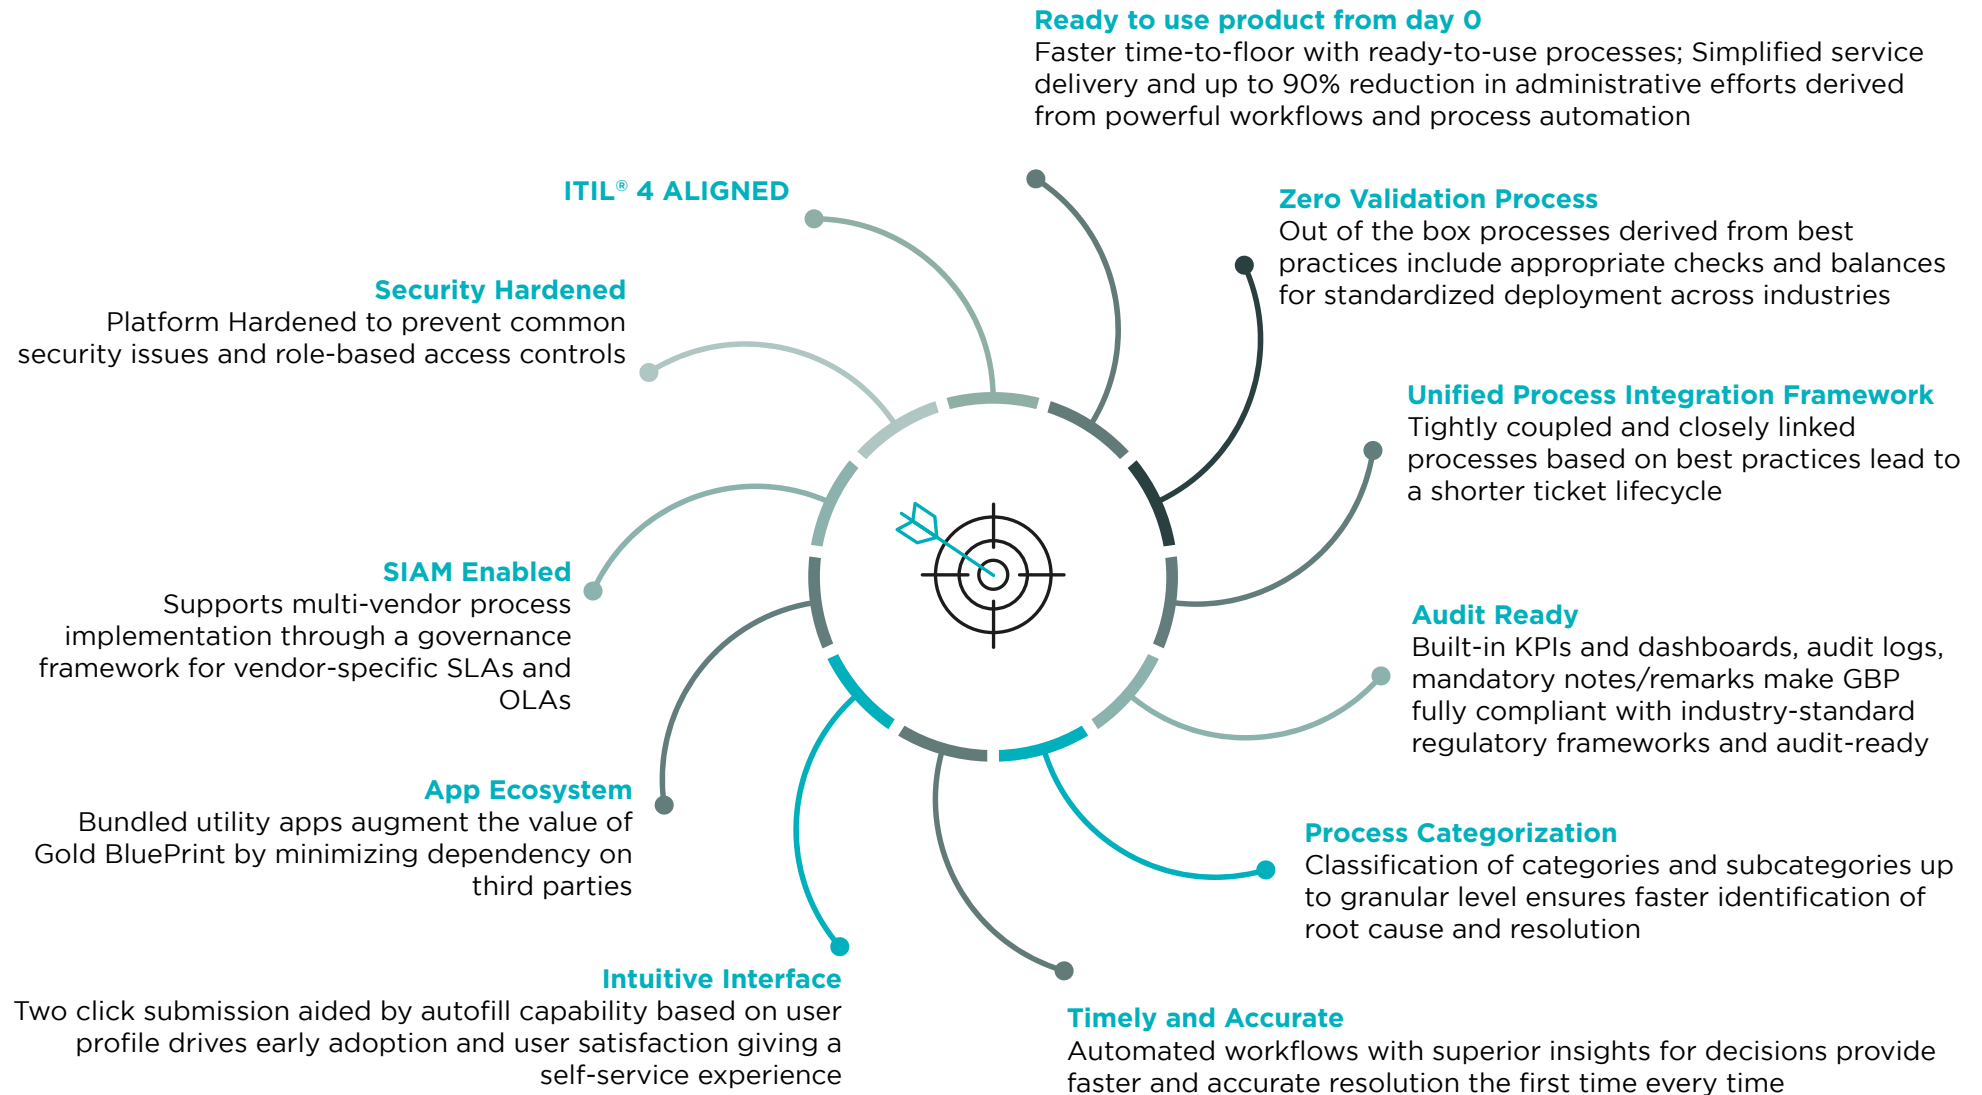 Ready to use product from day 0
Faster time-to-floor with ready-to-use processes; Simplified service
delivery and up to 90% reduction in administrative efforts derived
from powerful workflows and process automation
ITIL® 4 ALIGNED
Zero Validation Process
Out of the box processes derived from best
practices include appropriate checks and balances
for standardized deployment across industries
Security Hardened
Platform Hardened to prevent common
security issues and role-based access controls
Unified Process Integration Framework
Tightly coupled and closely linked
processes based on best practices lead to
a shorter ticket lifecycle
SIAM Enabled
Supports multi-vendor process
implementation through a governance
framework for vendor-specific SLAs and
OLAs
Audit Ready
Built-in KPIs and dashboards, audit logs,
mandatory notes/remarks make GBP
fully compliant with industry-standard
regulatory frameworks and audit-ready
App Ecosystem
Bundled utility apps augment the value of
Gold BluePrint by minimizing dependency on
third parties
Process Categorization
Classification of categories and subcategories up
to granular level ensures faster identification of
root cause and resolution
Intuitive Interface
Two click submission aided by autofill capability based on user
profile drives early adoption and user satisfaction giving a
self-service experience
Timely and Accurate
Automated workflows with superior insights for decisions provide
faster and accurate resolution the first time every time